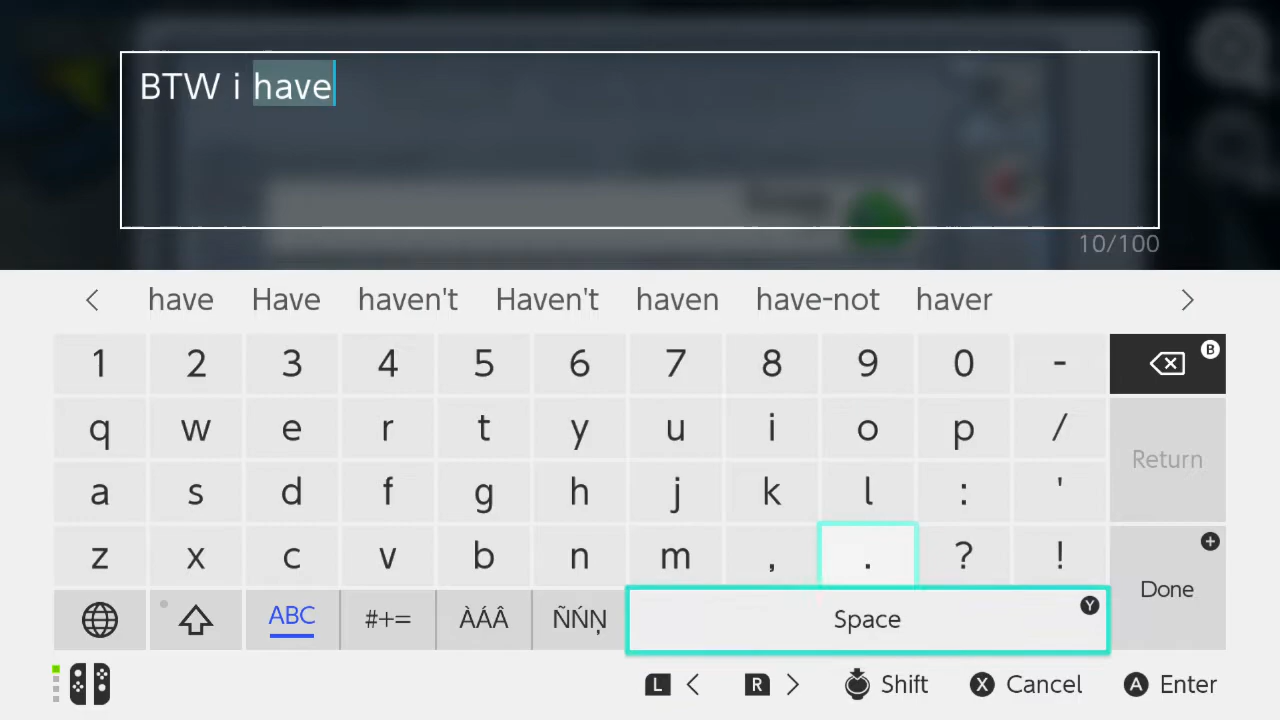 BTW i have
10/100
< have Have haven't Haven't haven have-not haver >
1 2 3 4 5 6 7 8 9 0 - B
q w e r t y u i o p /
Return
a s d f g h j k l : '
z x c v b n m , . ? ! +
Done
ABC #+= ÀÁÂ ÑŃŅ Space Y
L < R > Shift X Cancel A Enter